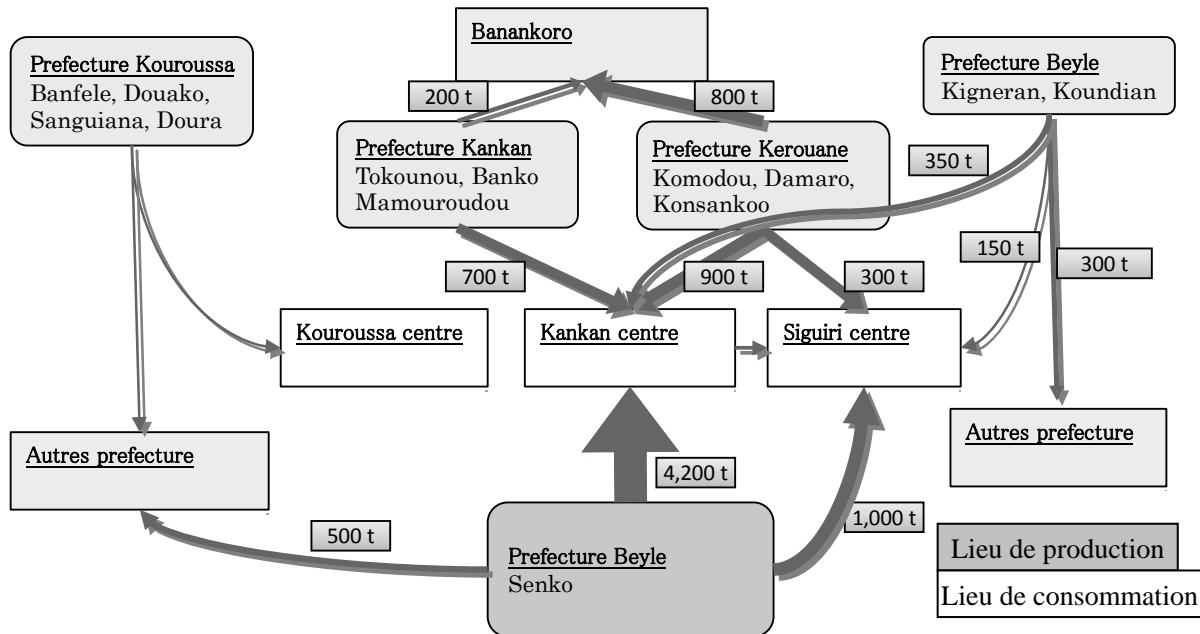 Banankoro
Prefecture Kouroussa
Banfele, Douako,
Sanguiana, Doura
Prefecture Beyle
Kigneran, Koundian
200 t
800 t
Prefecture Kankan
Tokounou, Banko
Mamouroudou
Prefecture Kerouane
Komodou, Damaro,
Konsankoo
350 t
700 t
900 t
300 t
150 t
300 t
Kouroussa centre
Kankan centre
Siguiri centre
Autres prefecture
Autres prefecture
4,200 t
1,000 t
500 t
Prefecture Beyle
Senko
Lieu de production
Lieu de consommation